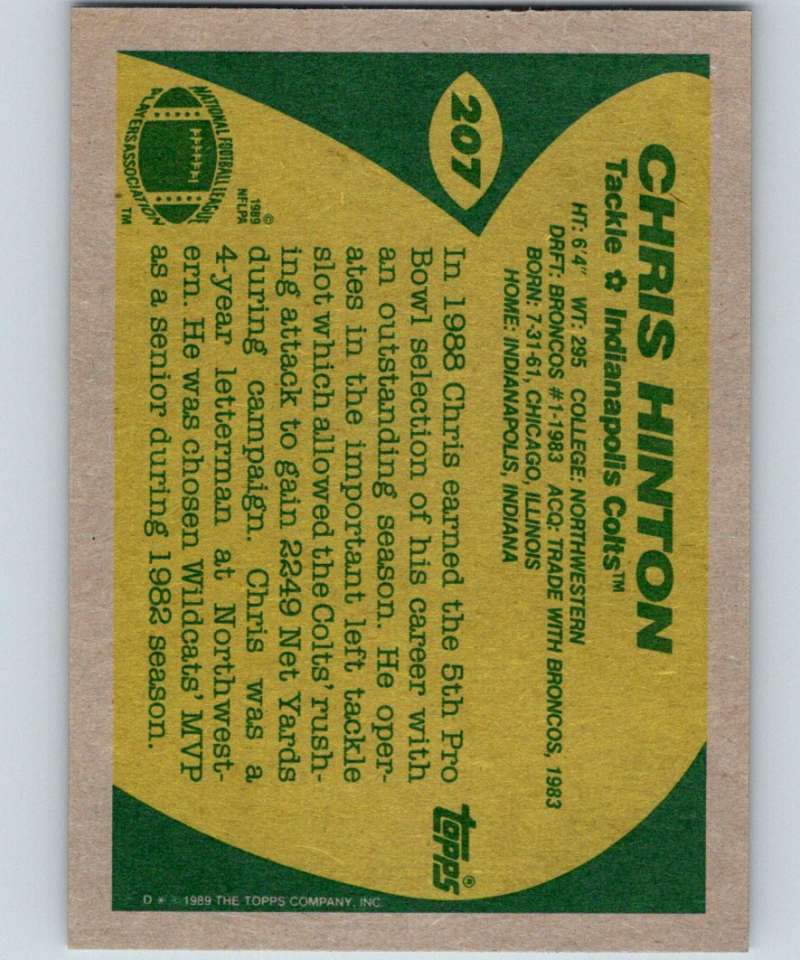 207
CHRIS HINTON
Tackle ✿ Indianapolis Colts™
HT: 6'4" WT: 295 COLLEGE: NORTHWESTERN
DRFT: BRONCOS #1-1983 ACQ: TRADE WITH BRONCOS, 1983
BORN: 7-31-61, CHICAGO, ILLINOIS
HOME: INDIANAPOLIS, INDIANA
In 1988 Chris earned the 5th Pro
Bowl selection of his career with
an outstanding season. He oper-
ates in the important left tackle
slot which allowed the Colts' rush-
ing attack to gain 2249 Net Yards
during campaign. Chris was a
4-year letterman at Northwest-
ern. He was chosen Wildcats' MVP
as a senior during 1982 season.
NATIONAL FOOTBALL LEAGUE
PLAYERS ASSOCIATION
TM
©
1989
NFLPA
topps®
D * © 1989 THE TOPPS COMPANY, INC.